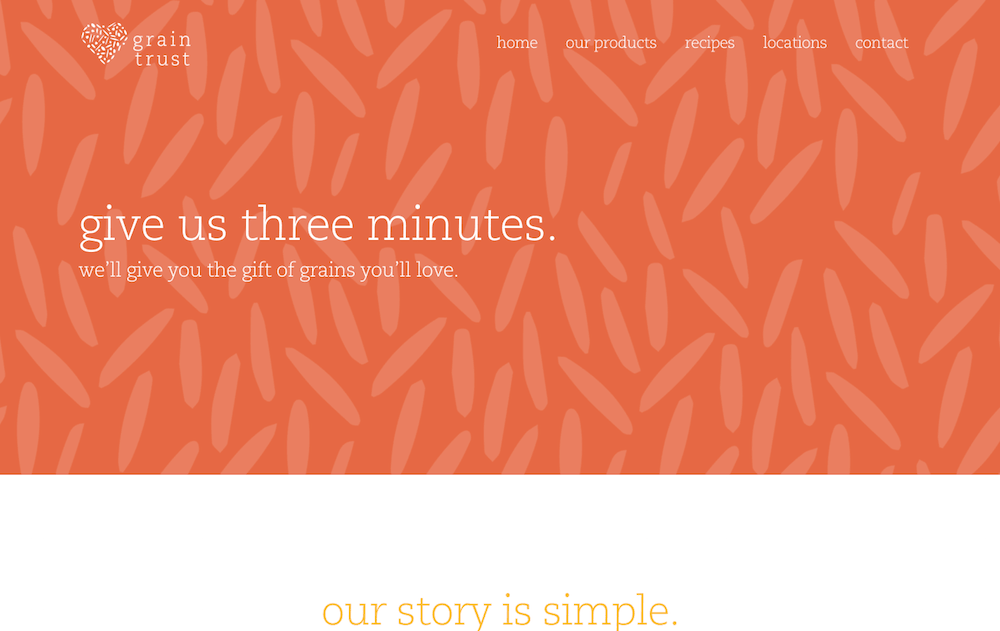 grain
trust
home our products recipes locations contact
give us three minutes.
we’ll give you the gift of grains you’ll love.
our story is simple.